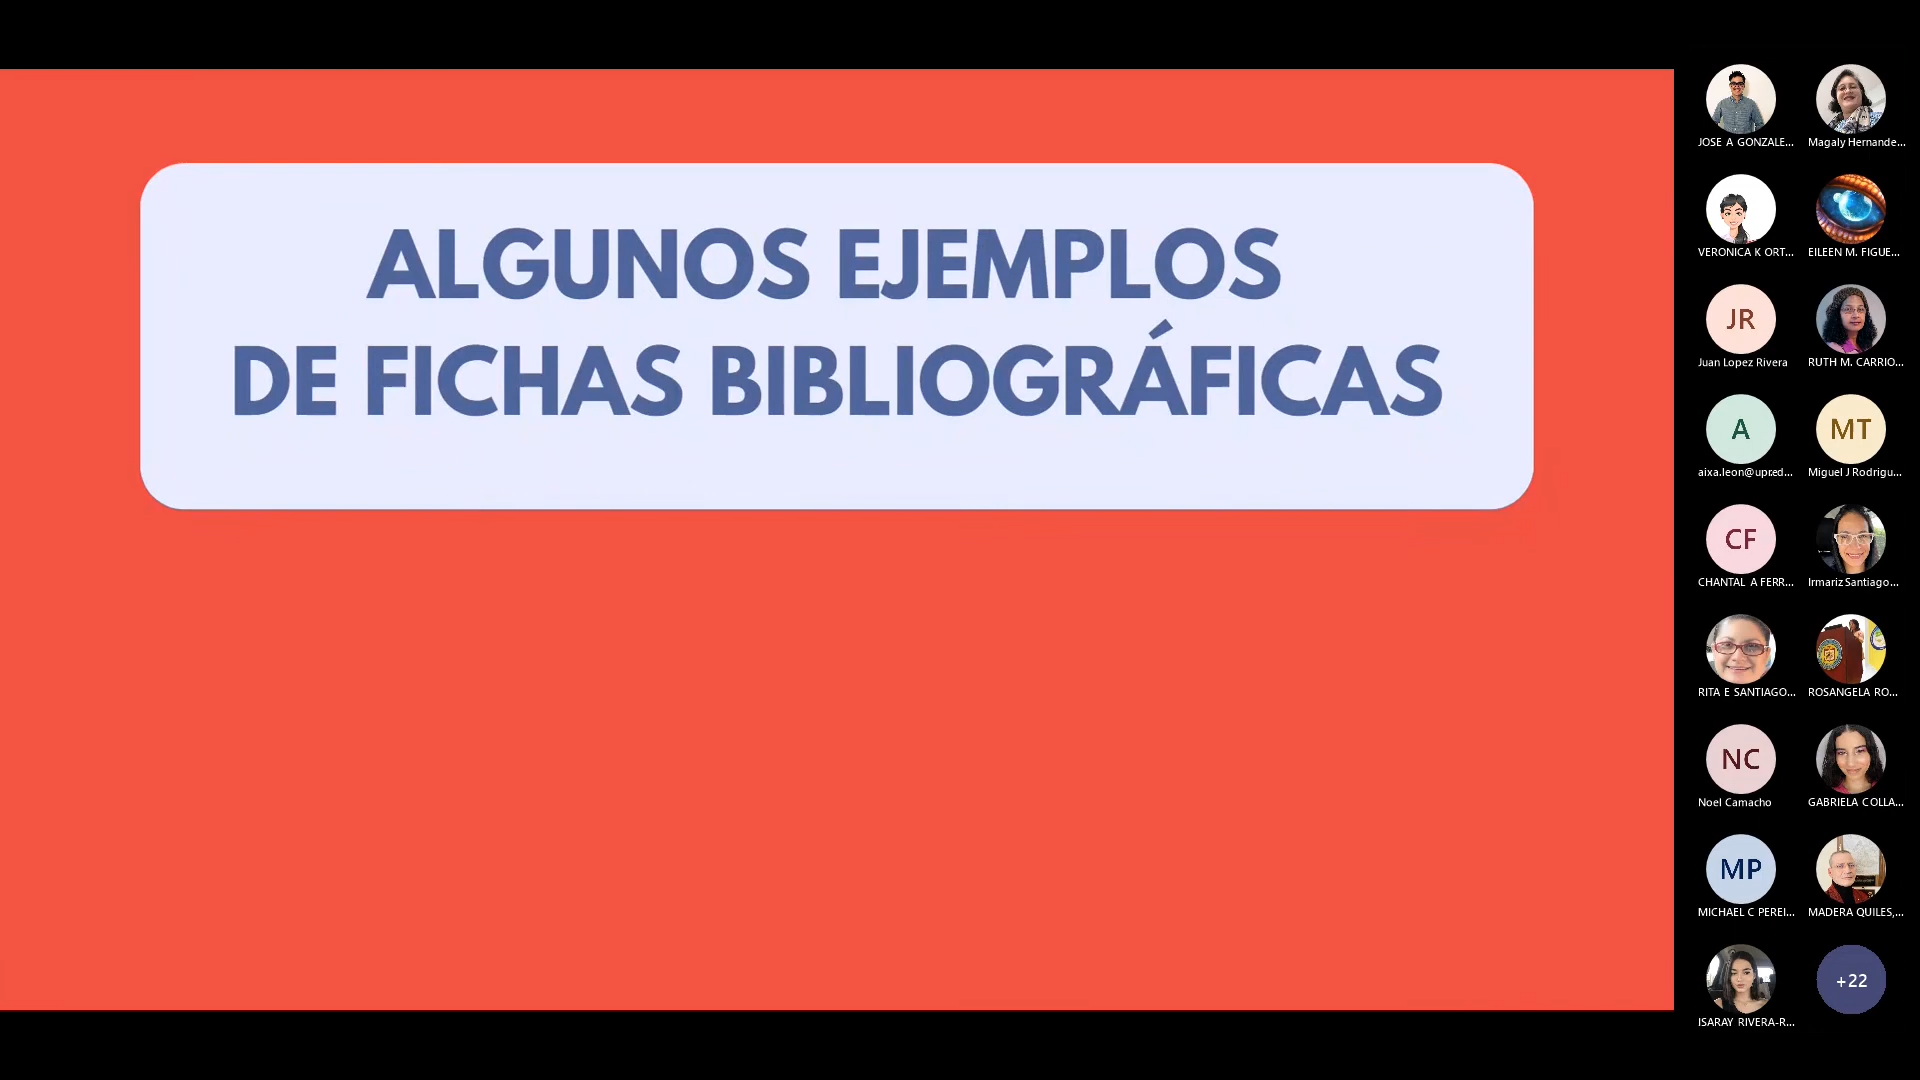 ALGUNOS EJEMPLOS
DE FICHAS BIBLIOGRÁFICAS
JOSE A GONZALE...
Magaly Hernande...
VERONICA K ORT...
EILEEN M. FIGUE...
JR
Juan Lopez Rivera
RUTH M. CARRIO...
A
aixa.leon@upr.ed...
MT
Miguel J Rodrigu...
CF
CHANTAL A FERR...
Irmariz Santiago...
RITA E SANTIAGO...
ROSANGELA RO...
NC
Noel Camacho
GABRIELA COLLA...
MP
MICHAEL C PEREI...
MADERA QUILES,...
ISARAY RIVERA-R...
+22